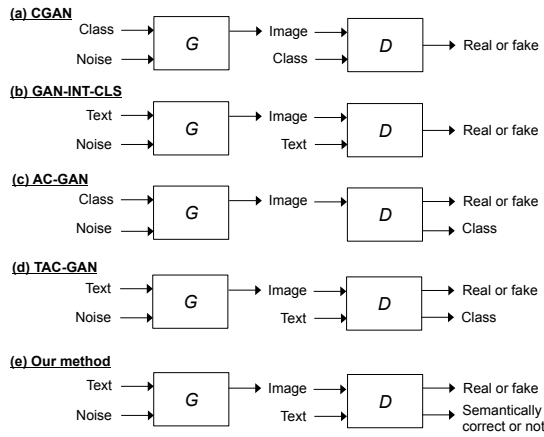 (a) CGAN
Class
Noise
G
Image
Class
D
Real or fake
(b) GAN-INT-CLS
Text
Noise
G
Image
Text
D
Real or fake
(c) AC-GAN
Class
Noise
G
Image
D
Real or fake
Class
(d) TAC-GAN
Text
Noise
G
Image
Text
D
Real or fake
Class
(e) Our method
Text
Noise
G
Image
Text
D
Real or fake
Semantically
correct or not